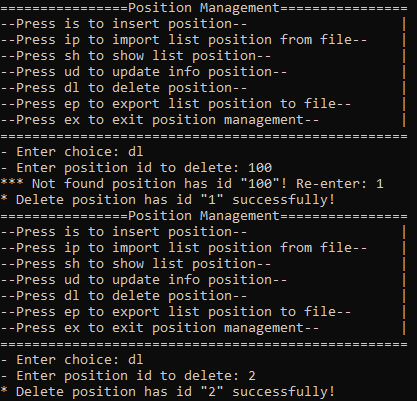 ================Position Management================
--Press is to insert position--                   |
--Press ip to import list position from file--    |
--Press sh to show list position--                |
--Press ud to update info position--              |
--Press dl to delete position--                   |
--Press ep to export list position to file--      |
--Press ex to exit position management--          |
===================================================
- Enter choice: dl
- Enter position id to delete: 100
*** Not found position has id "100"! Re-enter: 1
* Delete position has id "1" successfully!
================Position Management================
--Press is to insert position--                   |
--Press ip to import list position from file--    |
--Press sh to show list position--                |
--Press ud to update info position--              |
--Press dl to delete position--                   |
--Press ep to export list position to file--      |
--Press ex to exit position management--          |
===================================================
- Enter choice: dl
- Enter position id to delete: 2
* Delete position has id "2" successfully!